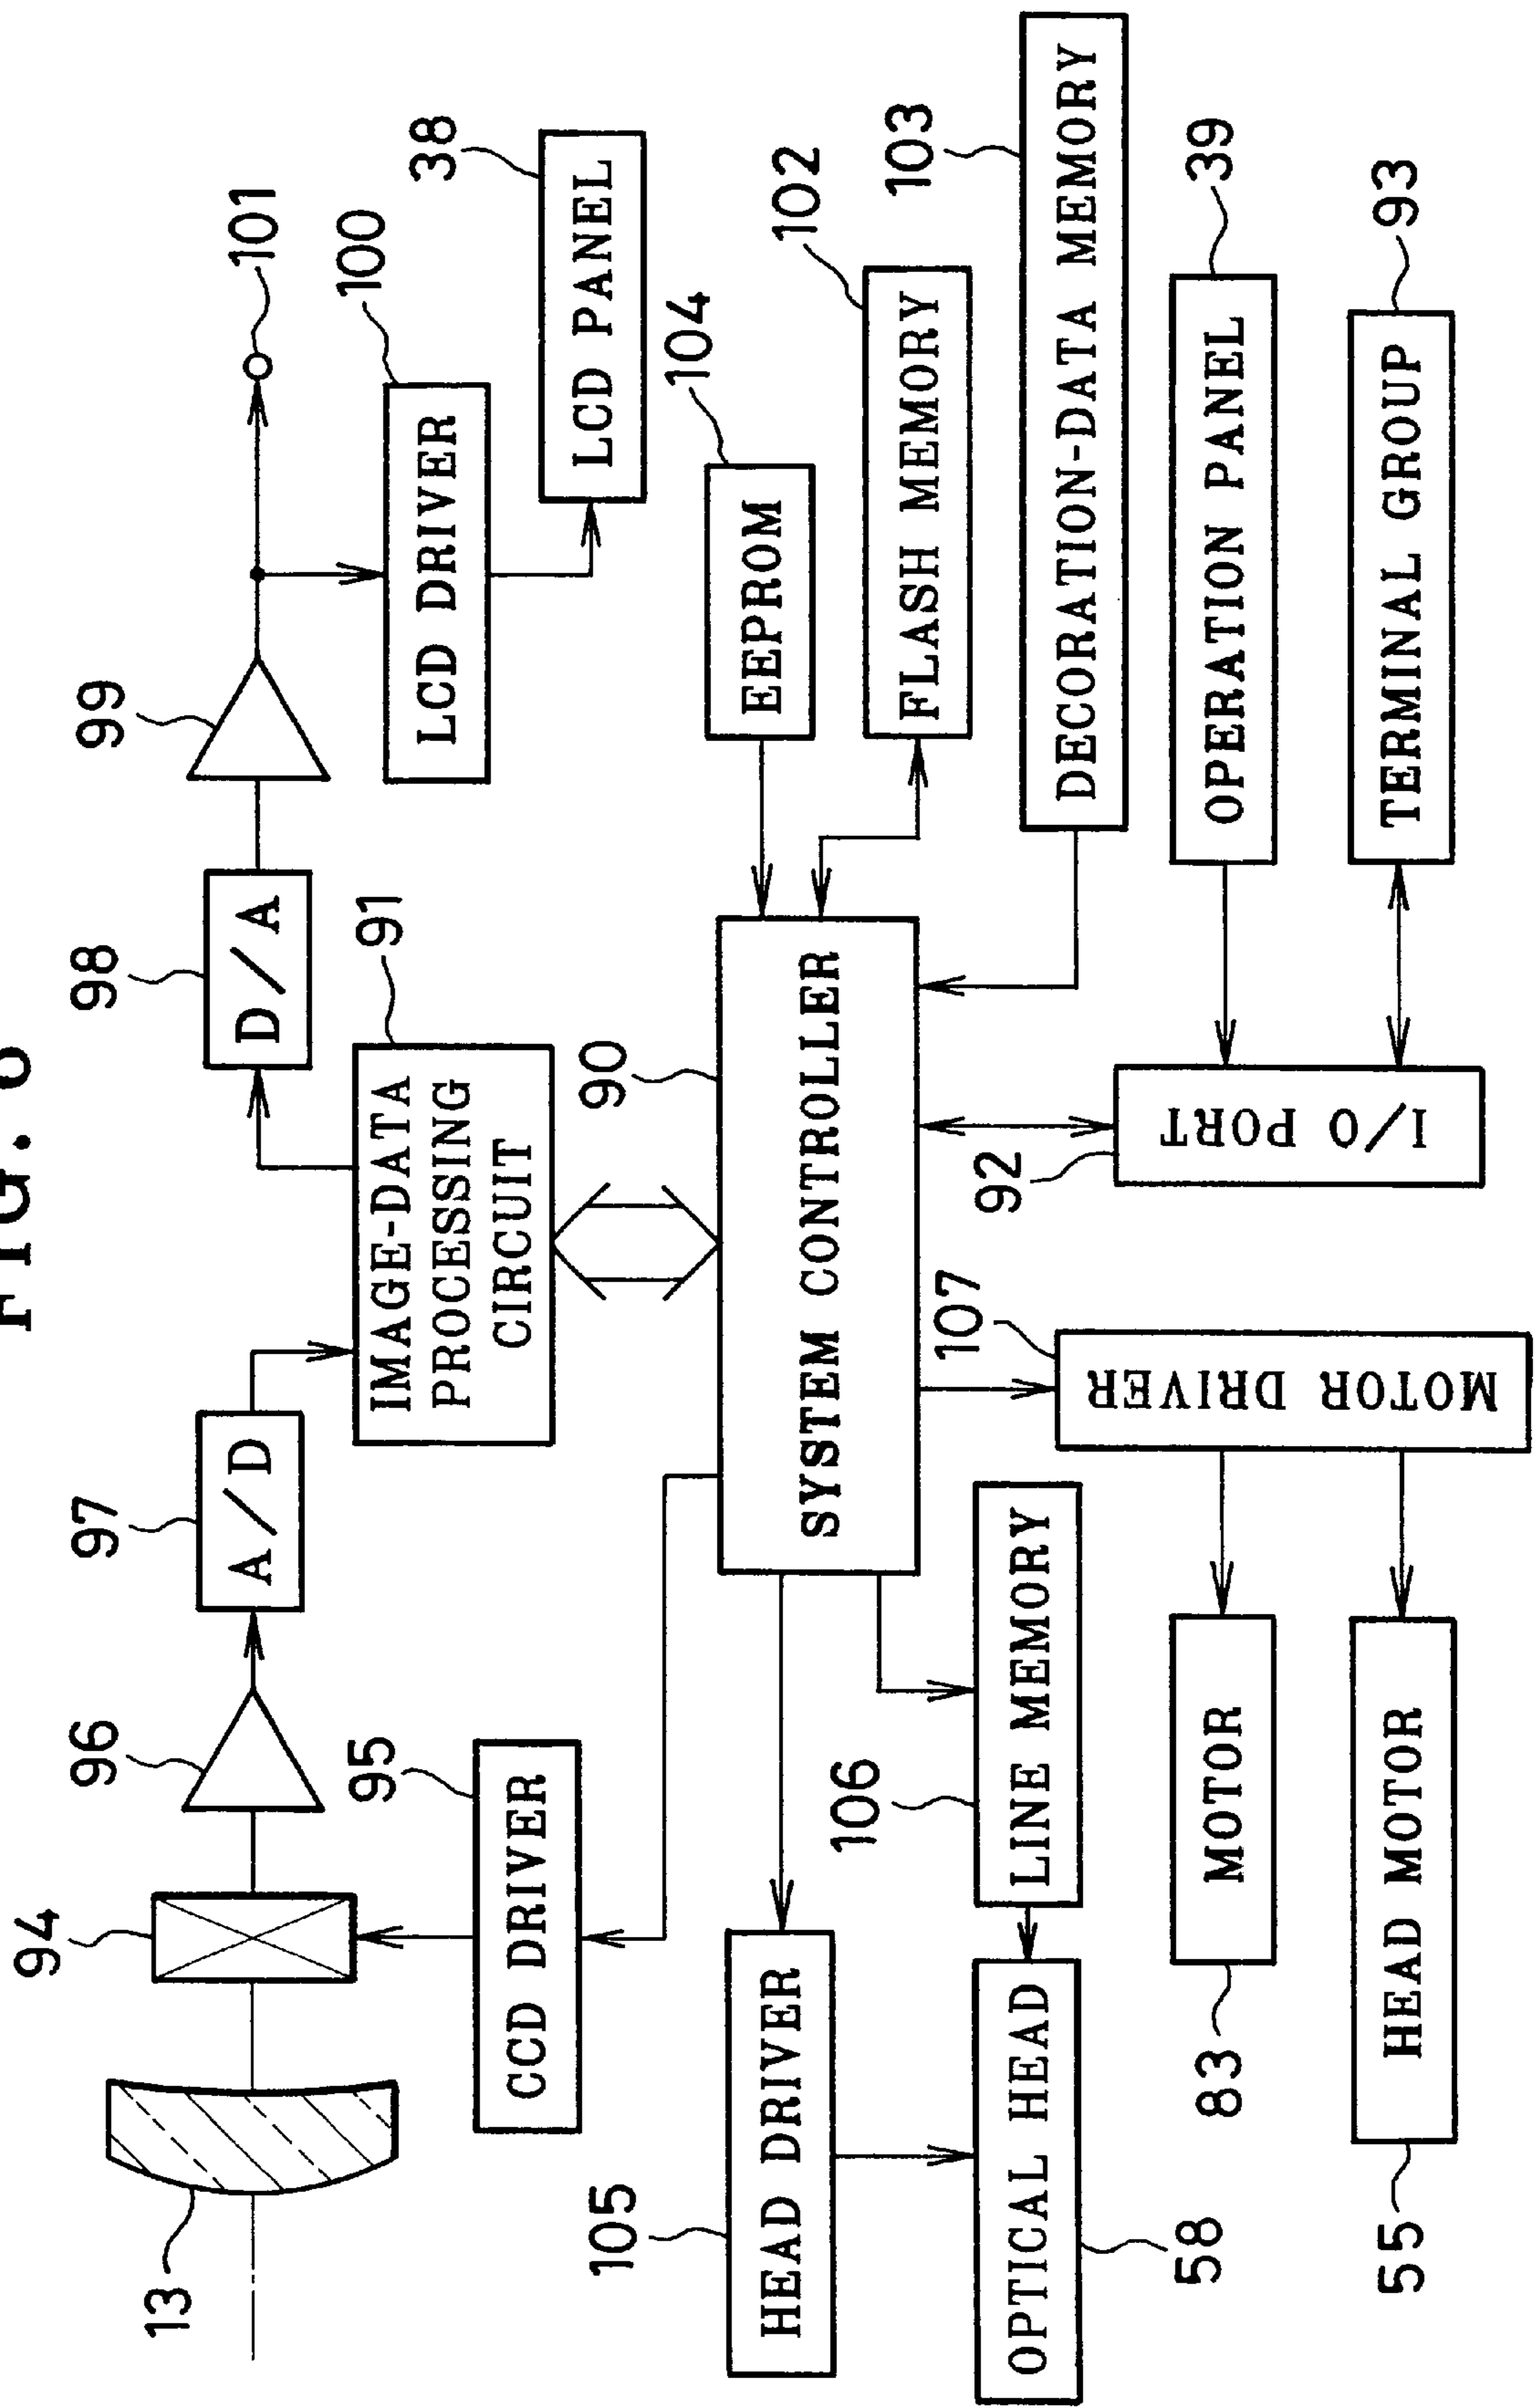 FIG.
94
96
97
98
99
13
A/D
D/A
101
95
91
100
IMAGE-DATA
PROCESSING
CIRCUIT
LCD DRIVER
38
CCD DRIVER
LCD PANEL
105
90
104
HEAD DRIVER
EEPROM
102
SYSTEM CONTROLLER
106
FLASH MEMORY
103
107
92
OPTICAL HEAD
LINE MEMORY
DECORATION-DATA MEMORY
58
83
MOTOR
MOTOR DRIVER
I/O PORT
OPERATION PANEL
39
55
HEAD MOTOR
TERMINAL GROUP
93